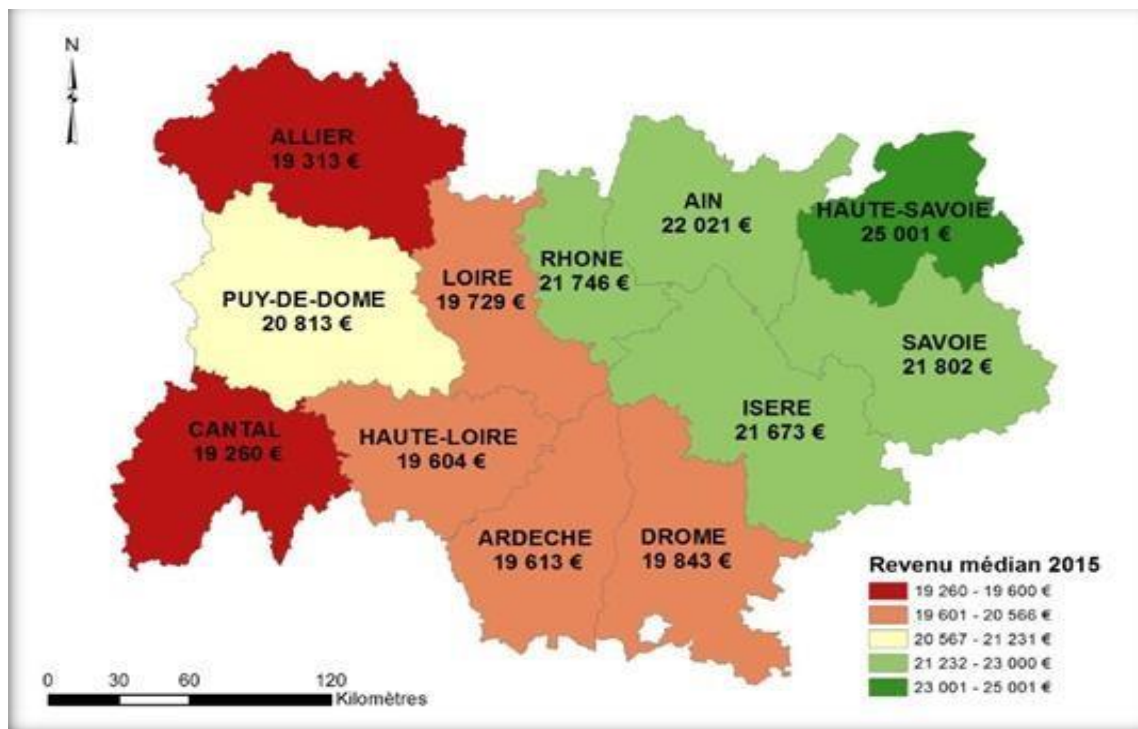 N
ALLIER
19 313 €
AIN
22 021 €
HAUTE-SAVOIE
25 001 €
RHONE
21 746 €
LOIRE
19 729 €
PUY-DE-DOME
20 813 €
SAVOIE
21 802 €
ISERE
21 673 €
CANTAL
19 260 €
HAUTE-LOIRE
19 604 €
ARDECHE
19 613 €
DROME
19 843 €
Revenu médian 2015
19 260 - 19 600 €
19 601 - 20 566 €
20 567 - 21 231 €
21 232 - 23 000 €
23 001 - 25 001 €
0 30 60 120
Kilomètres